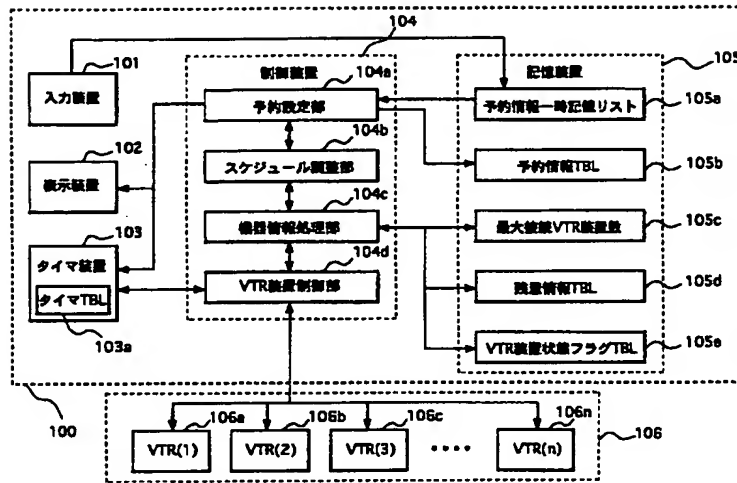 104
101
入力装置
102
表示装置
103
タイマ装置
タイマTBL
103a
制御装置
104a
予約設定部
104b
スケジュール調整部
104c
機器情報処理部
104d
VTR装置制御部
記憶装置
105
予約情報一時記憶リスト
105a
予約情報TBL
105b
最大接続VTR装置数
105c
残量情報TBL
105d
VTR装置状態フラグTBL
105e
100
106a
VTR(1)
106b
VTR(2)
106c
VTR(3)
••••
106n
VTR(n)
106